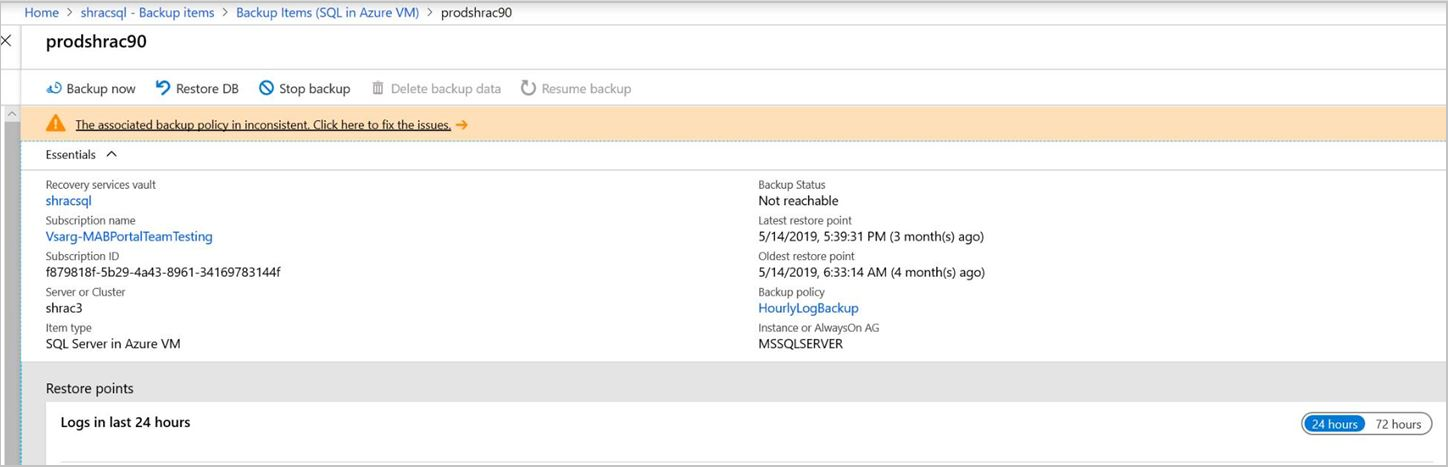 Home > shracsql - Backup items > Backup Items (SQL in Azure VM) > prodshrac90
prodshrac90
Backup now Restore DB Stop backup Delete backup data Resume backup
The associated backup policy in inconsistent. Click here to fix the issues.
Essentials
Recovery services vault
shracsql
Subscription name
Vsarg-MABPortalTeamTesting
Subscription ID
f879818f-5b29-4a43-8961-34169783144f
Server or Cluster
shrac3
Item type
SQL Server in Azure VM
Backup Status
Not reachable
Latest restore point
5/14/2019, 5:39:31 PM (3 month(s) ago)
Oldest restore point
5/14/2019, 6:33:14 AM (4 month(s) ago)
Backup policy
HourlyLogBackup
Instance or AlwaysOn AG
MSSQLSERVER
Restore points
Logs in last 24 hours
24 hours 72 hours